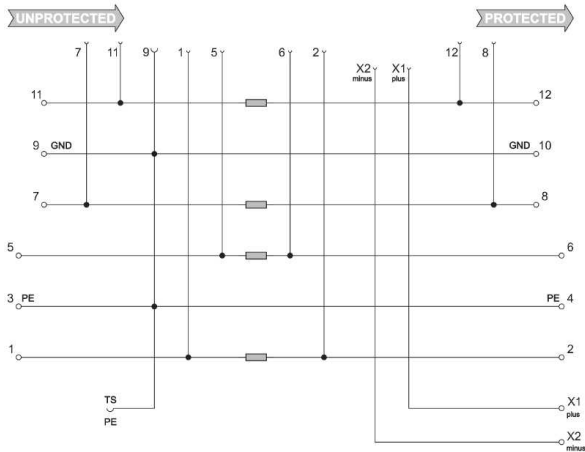 UNPROTECTED PROTECTED
7 11 9 1 5 6 2 12 8
X2 X1
minus plus
11 12
9 GND GND 10
7 8
5 6
3 PE PE 4
1 2
TS
PE
X1
plus
X2
minus